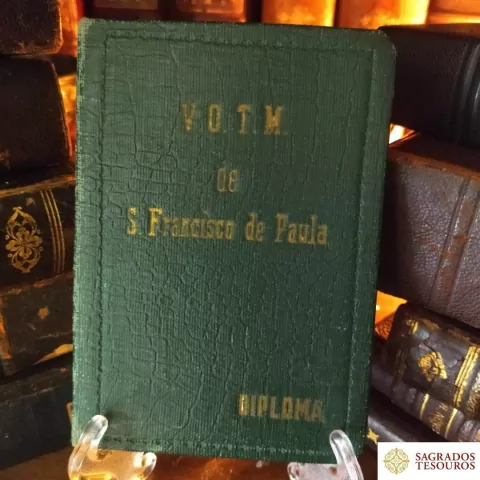 V.O.T.M.
de
S. Francisco de Paula
DIPLOMA
SAGRADOS
TESOUROS